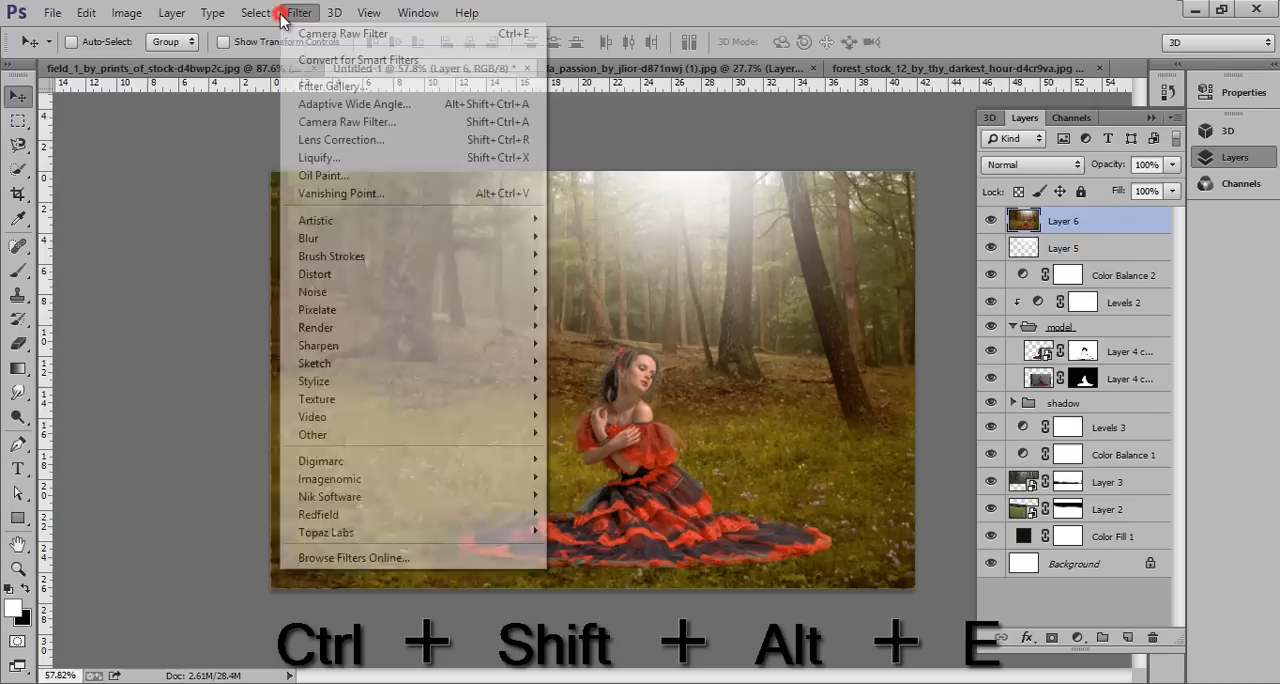 Ps File Edit Image Layer Type Select Filter 3D View Window Help
Auto-Select: Group Show Transform Controls 3D Mode: 3D
field_1_by_prints_of_stock-d4bwp2c.jpg @ 87.6% (... Untitled-1 @ 57.8% (Layer 6, RGB/8) * × la_passion_by_jlior-d871nwj (1).jpg @ 27.7% (Layer... × forest_stock_12_by_thy_darkest_hour-d4cr9va.jpg ... ×
Camera Raw Filter Ctrl+F
Convert for Smart Filters
Filter Gallery...
Adaptive Wide Angle... Alt+Shift+Ctrl+A
Camera Raw Filter... Shift+Ctrl+A
Lens Correction... Shift+Ctrl+R
Liquify... Shift+Ctrl+X
Oil Paint...
Vanishing Point... Alt+Ctrl+V
Artistic
Blur
Brush Strokes
Distort
Noise
Pixelate
Render
Sharpen
Sketch
Stylize
Texture
Video
Other
Digimarc
Imagenomic
Nik Software
Redfield
Topaz Labs
Browse Filters Online...
3D Layers Channels
Kind
Normal Opacity: 100%
Lock: Fill: 100%
Layer 6
Layer 5
Color Balance 2
Levels 2
model
Layer 4 c...
Layer 4 c...
shadow
Levels 3
Color Balance 1
Layer 3
Layer 2
Color Fill 1
Background
Properties
3D
Layers
Channels
Ctrl + Shift + Alt + E
57.82% Doc: 2.61M/28.4M